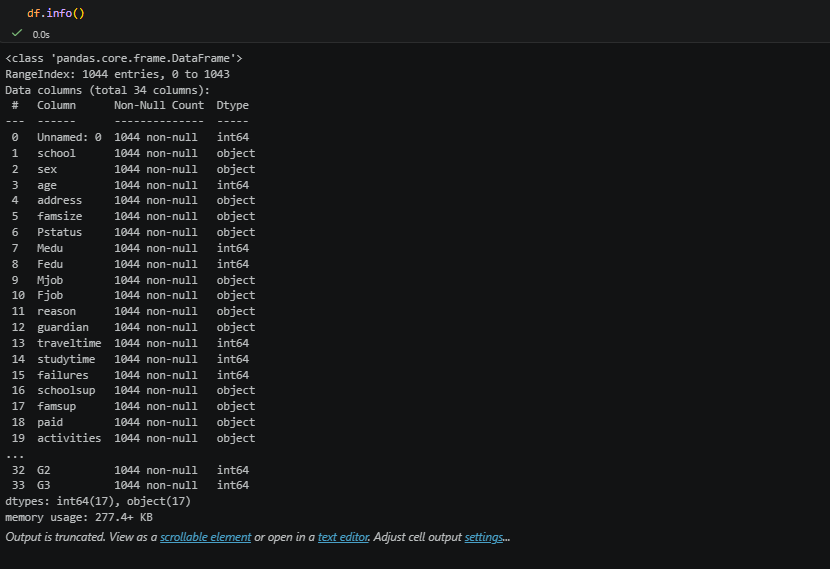 df.info()
0.0s
<class 'pandas.core.frame.DataFrame'>
RangeIndex: 1044 entries, 0 to 1043
Data columns (total 34 columns):
 #   Column      Non-Null Count  Dtype
---  ------      --------------  -----
 0   Unnamed: 0  1044 non-null   int64
 1   school      1044 non-null   object
 2   sex         1044 non-null   object
 3   age         1044 non-null   int64
 4   address     1044 non-null   object
 5   famsize     1044 non-null   object
 6   Pstatus     1044 non-null   object
 7   Medu        1044 non-null   int64
 8   Fedu        1044 non-null   int64
 9   Mjob        1044 non-null   object
 10  Fjob        1044 non-null   object
 11  reason      1044 non-null   object
 12  guardian    1044 non-null   object
 13  traveltime  1044 non-null   int64
 14  studytime   1044 non-null   int64
 15  failures    1044 non-null   int64
 16  schoolsup   1044 non-null   object
 17  famsup      1044 non-null   object
 18  paid        1044 non-null   object
 19  activities  1044 non-null   object
...
 32  G2          1044 non-null   int64
 33  G3          1044 non-null   int64
dtypes: int64(17), object(17)
memory usage: 277.4+ KB
Output is truncated. View as a scrollable element or open in a text editor. Adjust cell output settings...